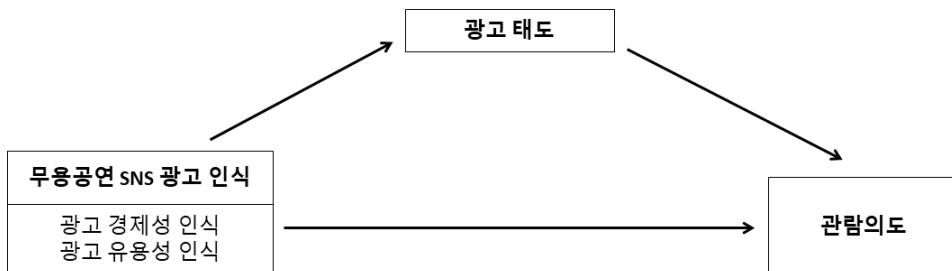 광고 태도
무용공연 SNS 광고 인식
광고 경제성 인식
광고 유용성 인식
관람의도